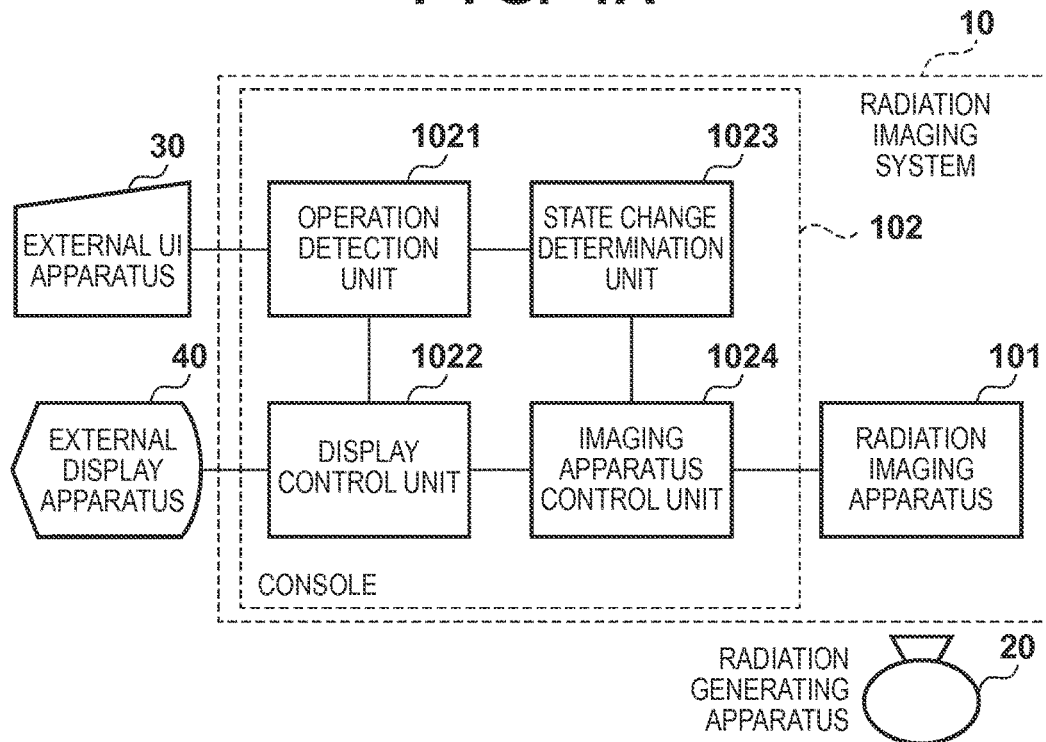 10
RADIATION
IMAGING
SYSTEM
30
1021
1023
EXTERNAL UI
APPARATUS
OPERATION
DETECTION
UNIT
STATE CHANGE
DETERMINATION
UNIT
102
40
1022
1024
101
EXTERNAL
DISPLAY
APPARATUS
DISPLAY
CONTROL UNIT
IMAGING
APPARATUS
CONTROL UNIT
RADIATION
IMAGING
APPARATUS
CONSOLE
RADIATION
GENERATING
APPARATUS
20